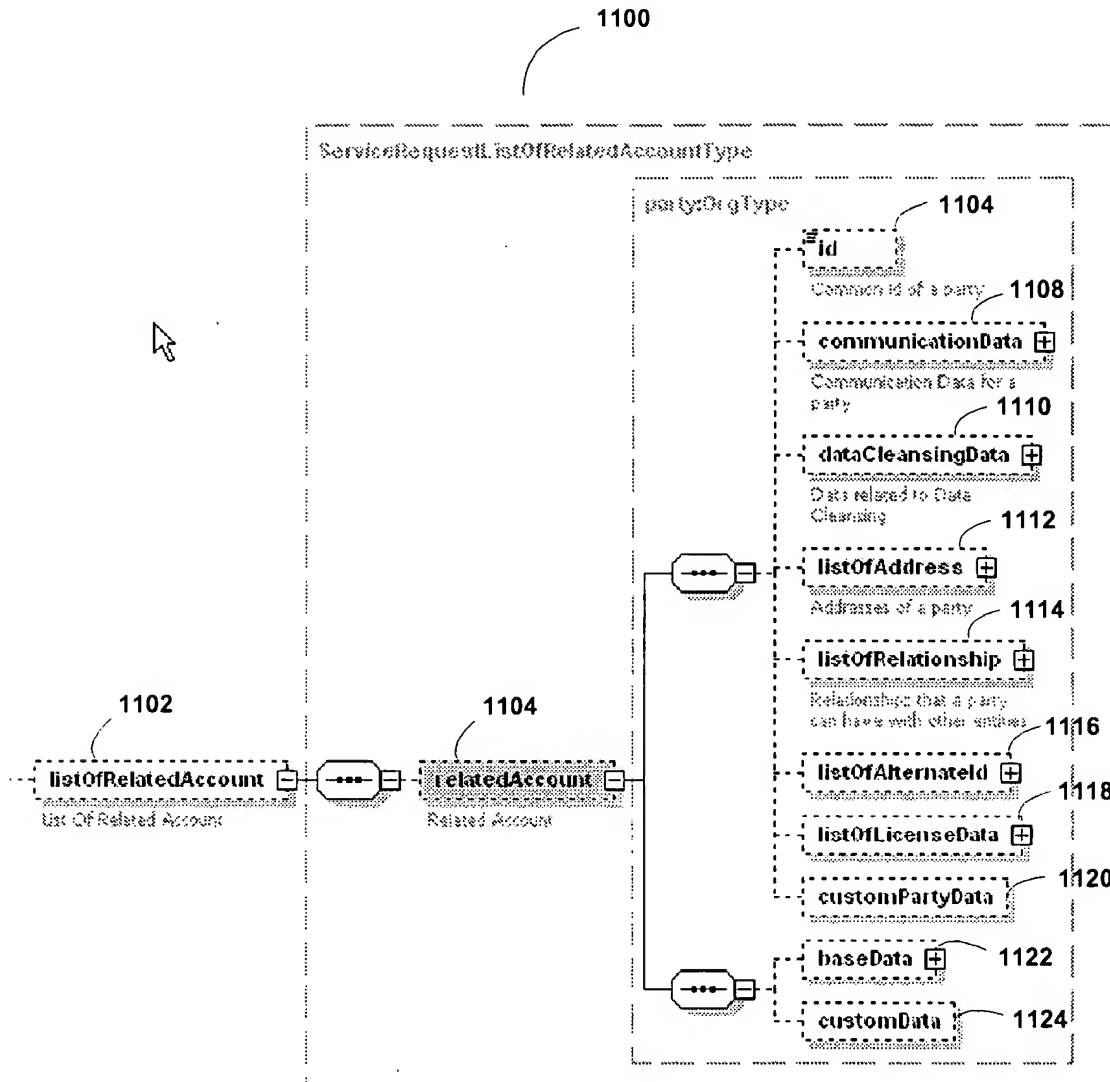 1100
ServiceRequestListOfRelatedAccountType
party:OrgType
1104
id
Common Id of a party
1108
communicationData
Communication Data for a
party
1110
dataCleansingData
Data related to Data
Cleansing
1112
listOfAddress
Addresses of a party
1114
listOfRelationship
Relationships that a party
can have with other entities
1102
listOfRelatedAccount
List Of Related Account
1104
relatedAccount
Related Account
1116
listOfAlternateId
1118
listOfLicenseData
1120
customPartyData
baseData
1122
customData
1124